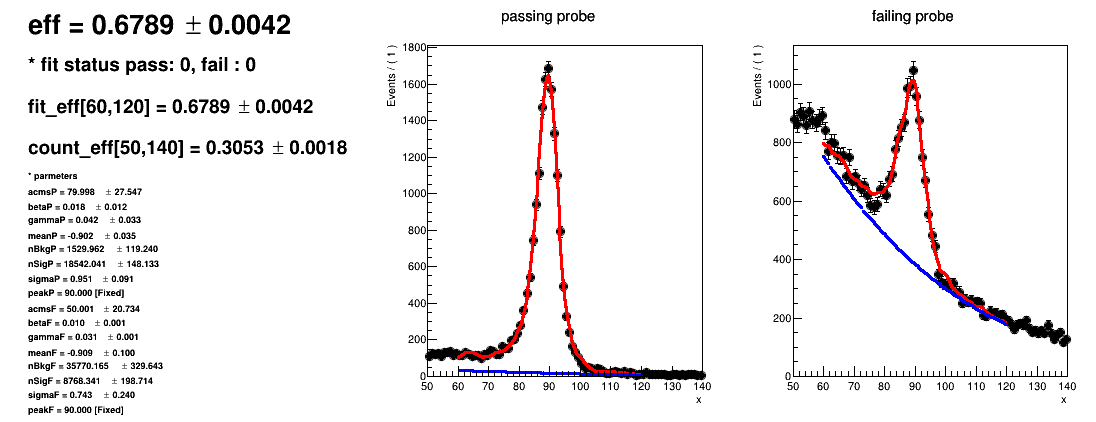 eff = 0.6789 ± 0.0042
* fit status pass: 0, fail : 0
fit_eff[60,120] = 0.6789 ± 0.0042
count_eff[50,140] = 0.3053 ± 0.0018
* parmeters
acmsP = 79.998 ± 27.547
betaP = 0.018 ± 0.012
gammaP = 0.042 ± 0.033
meanP = -0.902 ± 0.035
nBkgP = 1529.962 ± 119.240
nSigP = 18542.041 ± 148.133
sigmaP = 0.951 ± 0.091
peakP = 90.000 [Fixed]
acmsF = 50.001 ± 20.734
betaF = 0.010 ± 0.001
gammaF = 0.031 ± 0.001
meanF = -0.909 ± 0.100
nBkgF = 35770.165 ± 329.643
nSigF = 8768.341 ± 198.714
sigmaF = 0.743 ± 0.240
peakF = 90.000 [Fixed]
passing probe
Events / ( 1 )
1800
1600
1400
1200
1000
800
600
400
200
0
50 60 70 80 90 100 110 120 130 140
x
failing probe
Events / ( 1 )
1000
800
600
400
200
0
50 60 70 80 90 100 110 120 130 140
x